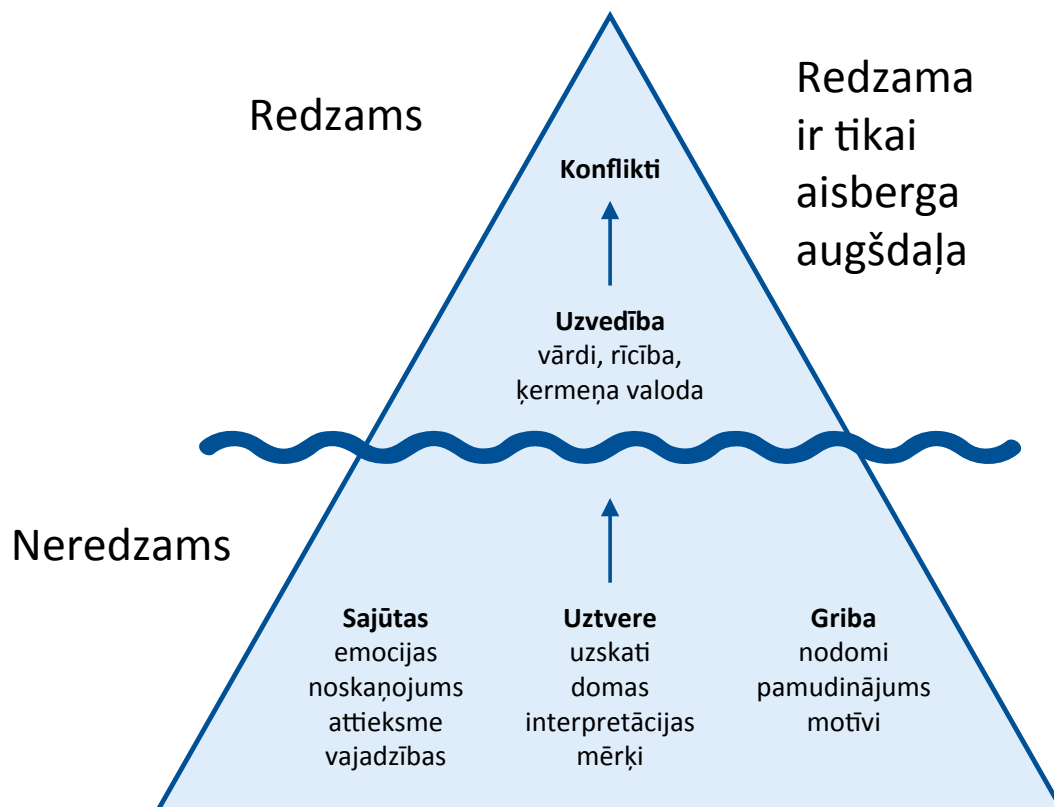 Redzams
Redzama
ir tikai
aisberga
augšdaļa
Konflikti
Uzvedība
vārdi, rīcība,
ķermeņa valoda
Neredzams
Sajūtas
emocijas
noskaņojums
attieksme
vajadzības
Uztvere
uzskati
domas
interpretācijas
mērķi
Griba
nodomi
pamudinājums
motīvi